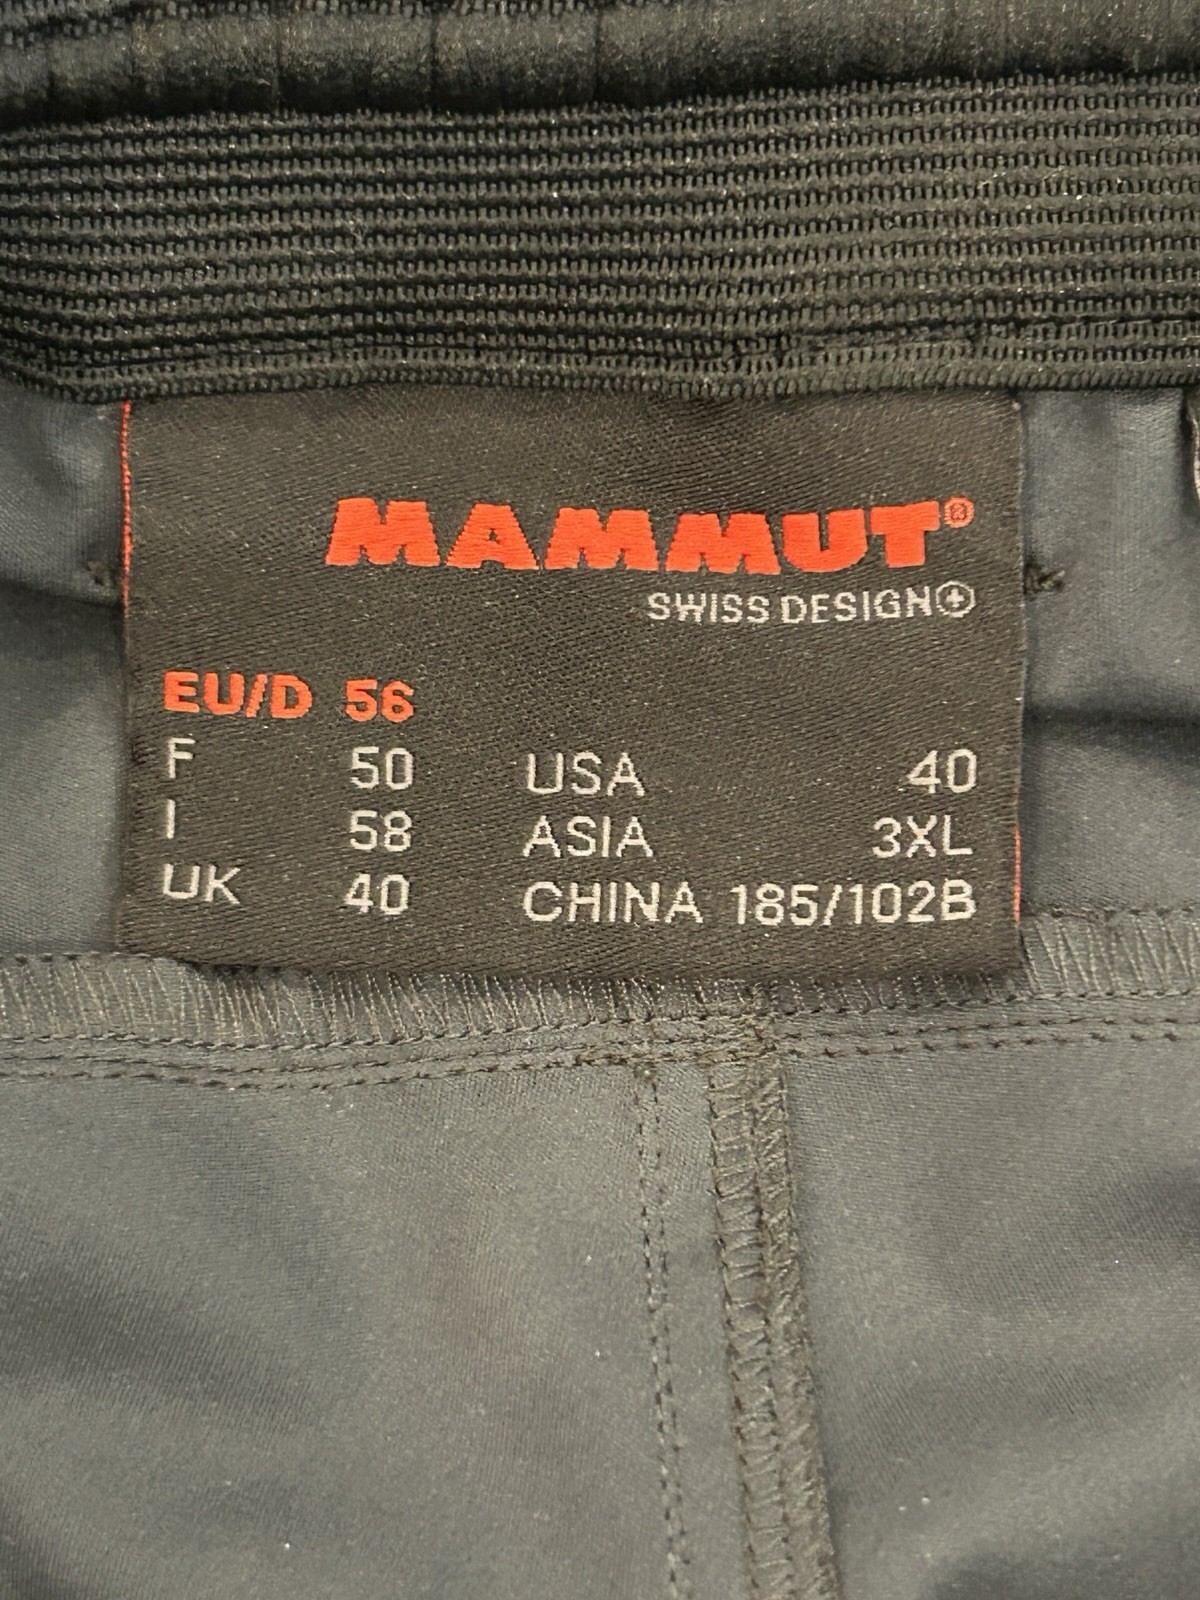 MAMMUT®
SWISS DESIGN
EU/D 56
F 50 USA 40
I 58 ASIA 3XL
UK 40 CHINA 185/102B